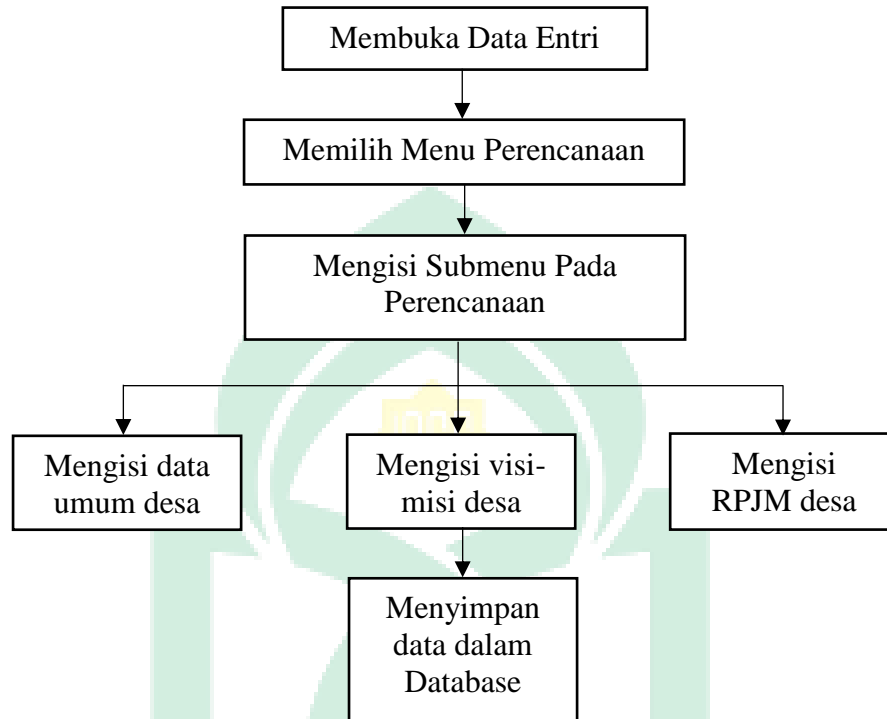 Membuka Data Entri
Memilih Menu Perencanaan
Mengisi Submenu Pada
Perencanaan
Mengisi data
umum desa
Mengisi visi-
misi desa
Mengisi
RPJM desa
Menyimpan
data dalam
Database